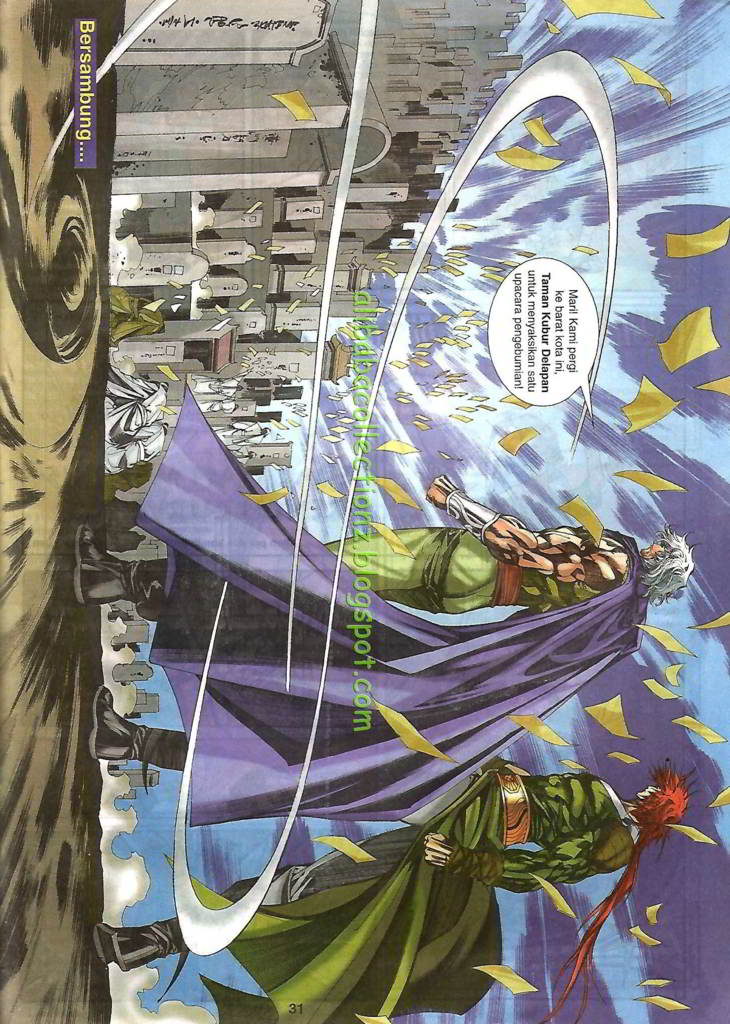 Mari! Kami pergi
ke barat kota ini,
Taman Kubur Delapan
untuk menyaksikan satu
upacara pengebumian!
Bersambung...
alibabacollectionz.blogspot.com
31